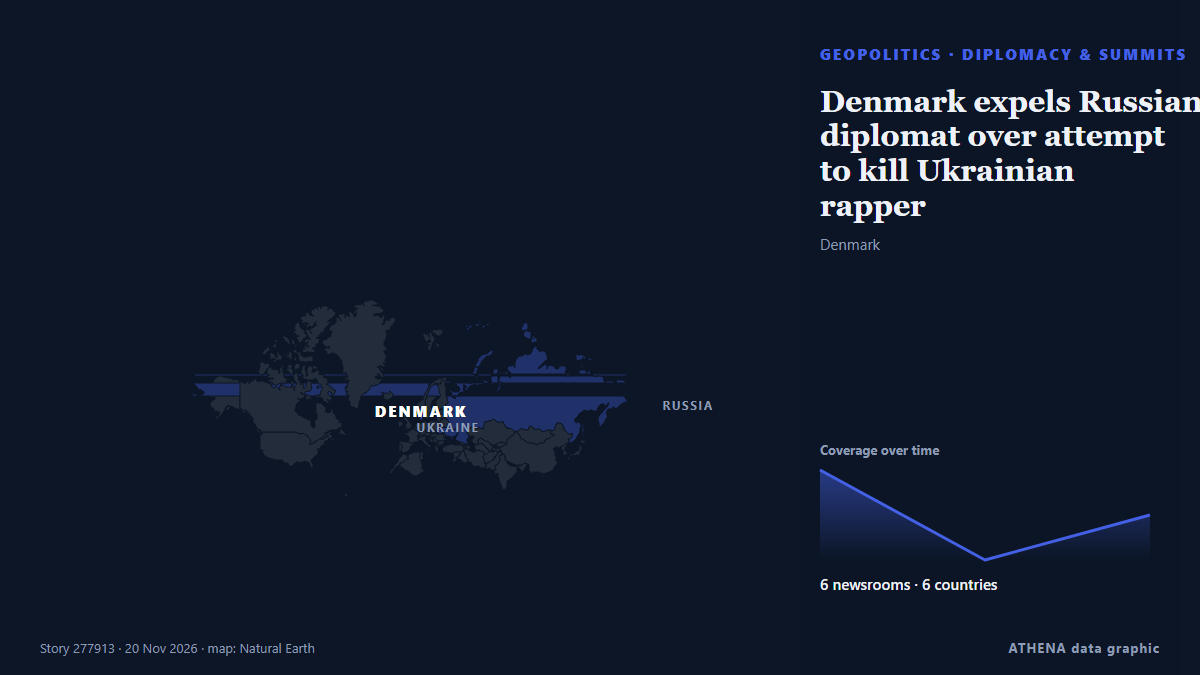 GEOPOLITICS · DIPLOMACY & SUMMITS
Denmark expels Russian
diplomat over attempt
to kill Ukrainian
rapper
Denmark
DENMARK
UKRAINE
RUSSIA
Coverage over time
6 newsrooms · 6 countries
Story 277913 · 20 Nov 2026 · map: Natural Earth
ATHENA data graphic